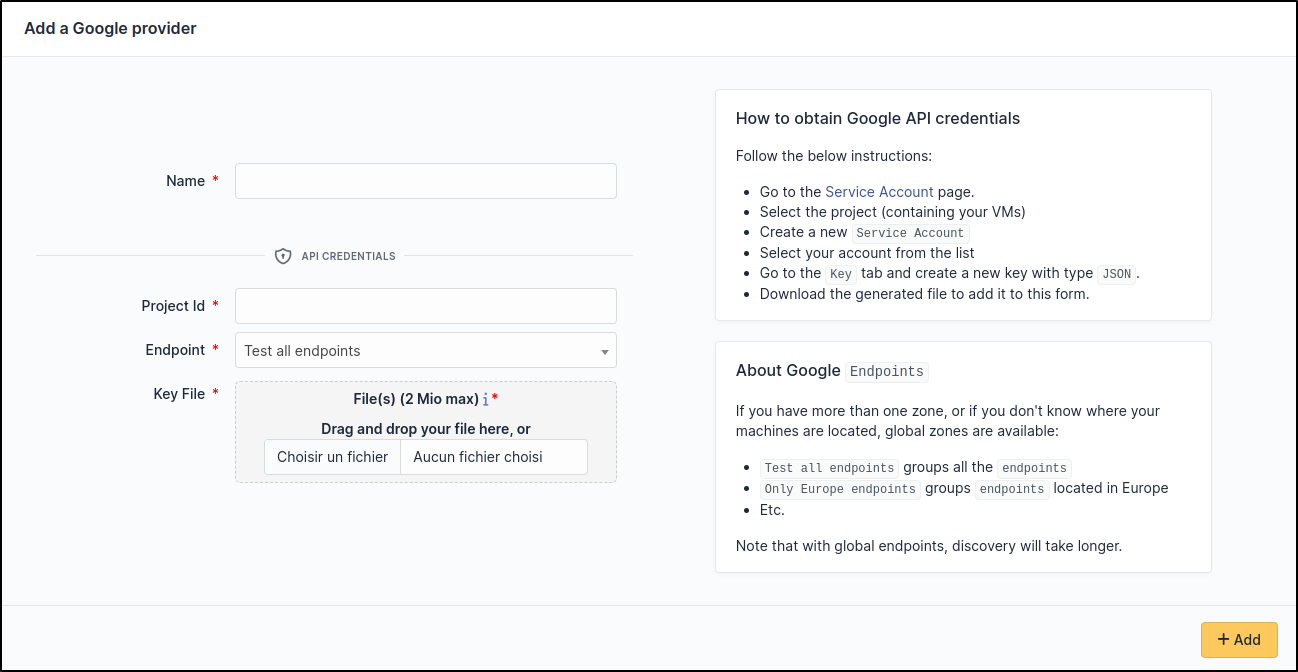 Add a Google provider
Name *
API CREDENTIALS
Project Id *
Endpoint *
Test all endpoints
Key File *
File(s) (2 Mio max) i*
Drag and drop your file here, or
Choisir un fichier
Aucun fichier choisi
How to obtain Google API credentials
Follow the below instructions:
• Go to the Service Account page.
• Select the project (containing your VMs)
• Create a new Service Account
• Select your account from the list
• Go to the Key tab and create a new key with type JSON.
• Download the generated file to add it to this form.
About Google Endpoints
If you have more than one zone, or if you don't know where your
machines are located, global zones are available:
• Test all endpoints groups all the endpoints
• Only Europe endpoints groups endpoints located in Europe
• Etc.
Note that with global endpoints, discovery will take longer.
+ Add